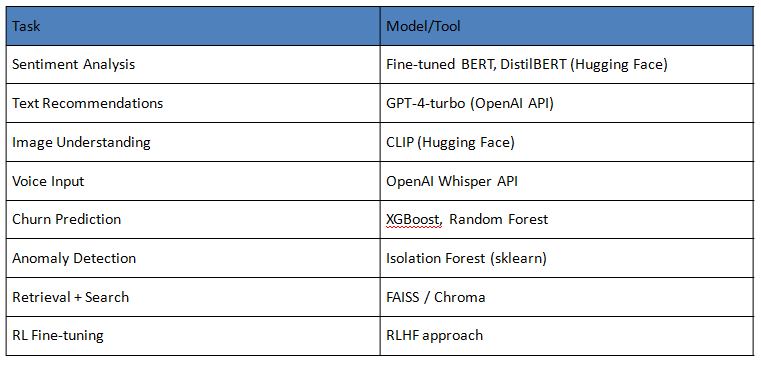 Task Model/Tool
Sentiment Analysis Fine-tuned BERT, DistilBERT (Hugging Face)
Text Recommendations GPT-4-turbo (OpenAI API)
Image Understanding CLIP (Hugging Face)
Voice Input OpenAI Whisper API
Churn Prediction XGBoost, Random Forest
Anomaly Detection Isolation Forest (sklearn)
Retrieval + Search FAISS / Chroma
RL Fine-tuning RLHF approach